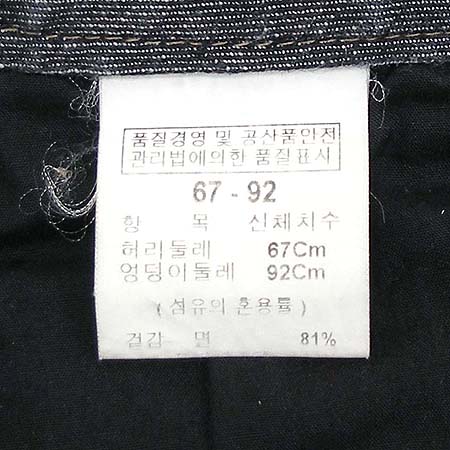 품질경영 및 공산품안전
관리법에의한 품질표시
67 - 92
항 목 신체치수
허리둘레 67Cm
엉덩이둘레 92Cm
( 섬유의 혼용률 )
겉감 면 81%